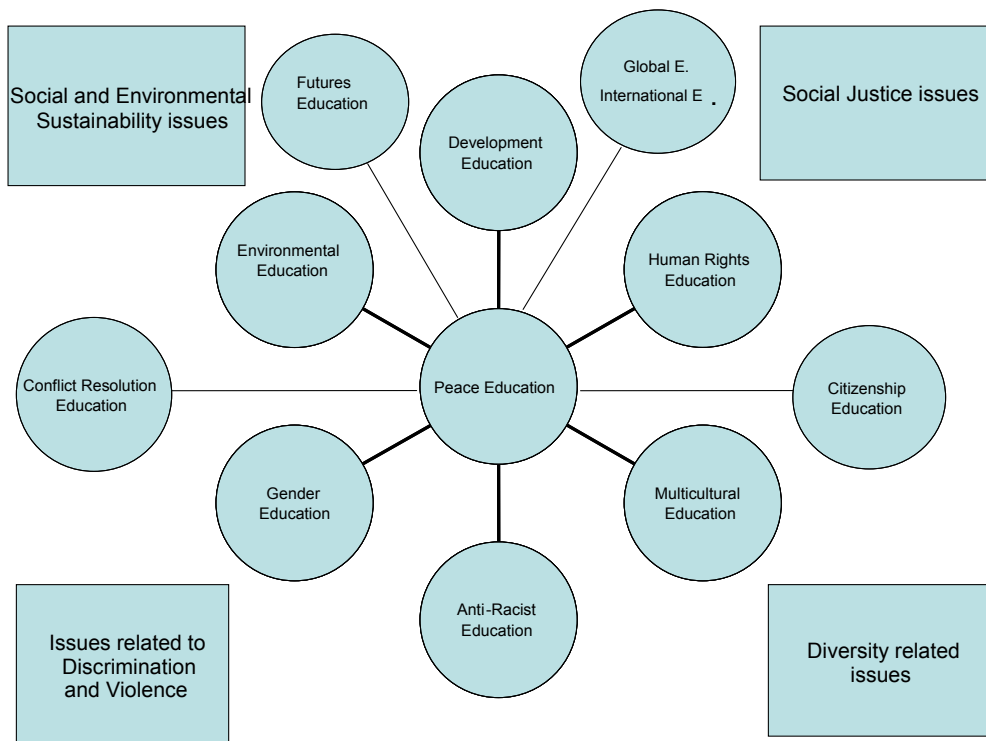 Social and Environmental
Sustainability issues
Futures
Education
Global E.
International E .
Social Justice issues
Development
Education
Environmental
Education
Human Rights
Education
Conflict Resolution
Education
Peace Education
Citizenship
Education
Gender
Education
Multicultural
Education
Anti-Racist
Education
Issues related to
Discrimination
and Violence
Diversity related
issues